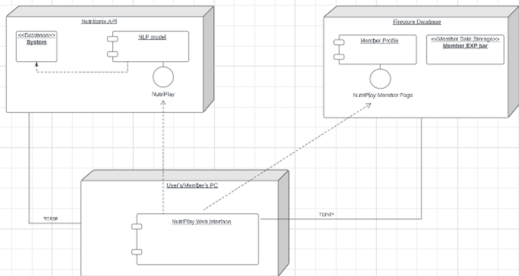 Nutritionix API
<<Database>>
System
NLP model
NutriPlay
Firestore Database
Member Profile
<<Member Data Storage>>
Member EXP bar
NutriPlay Member Page
User's/Member's PC
TCP/IP
TCP/IP
NutriPlay Web Interface